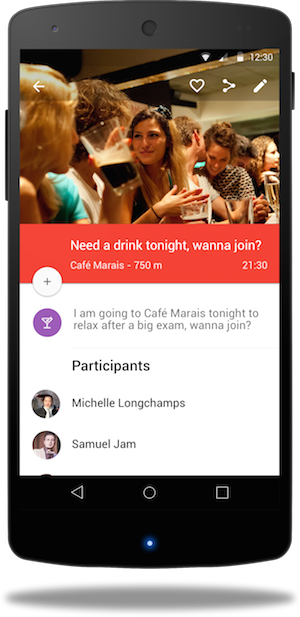 12:30
Need a drink tonight, wanna join?
Café Marais - 750 m 21:30
I am going to Café Marais tonight to
relax after a big exam, wanna join?
Participants
Michelle Longchamps
Samuel Jam